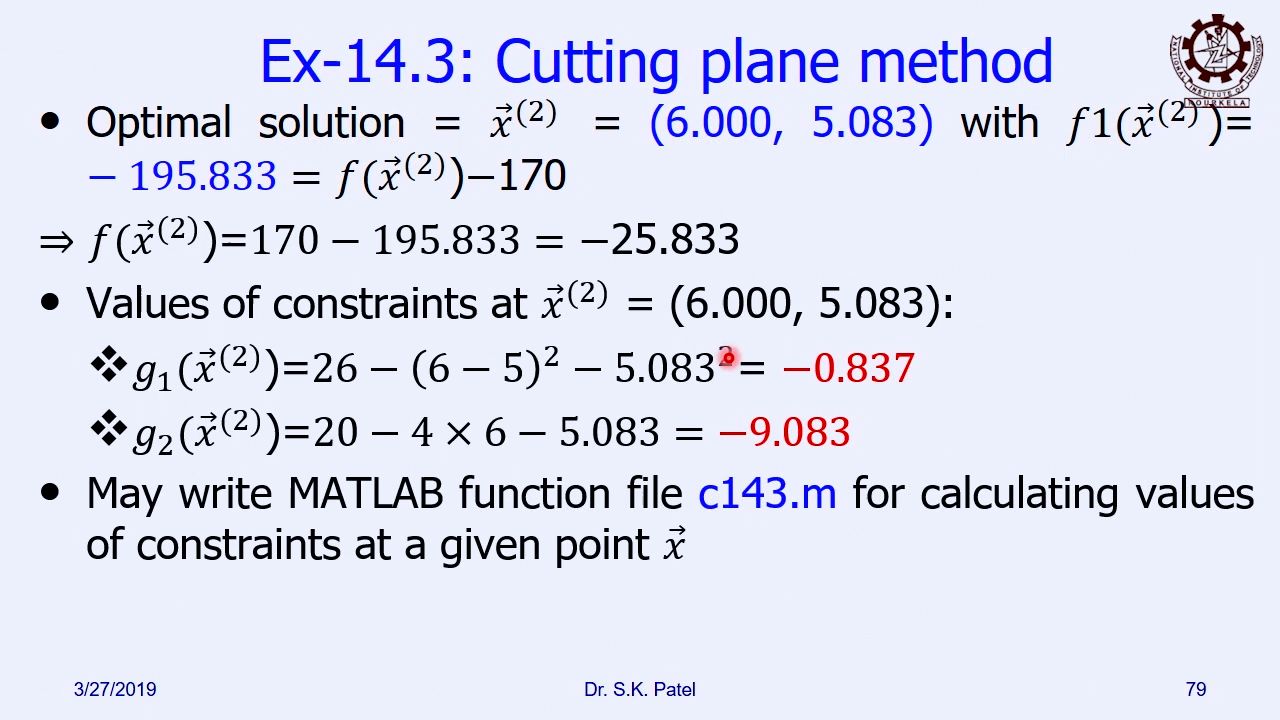 Ex-14.3: Cutting plane method
• Optimal solution = x⃗⁽²⁾ = (6.000, 5.083) with f1(x⃗⁽²⁾)=
− 195.833 = f(x⃗⁽²⁾)−170
⇒ f(x⃗⁽²⁾)=170 − 195.833 = −25.833
• Values of constraints at x⃗⁽²⁾ = (6.000, 5.083):
❖ g₁(x⃗⁽²⁾)=26 − (6 − 5)² − 5.083²= −0.837
❖ g₂(x⃗⁽²⁾)=20 − 4 × 6 − 5.083 = −9.083
• May write MATLAB function file c143.m for calculating values
of constraints at a given point x⃗
3/27/2019
Dr. S.K. Patel
79
ROURKELA